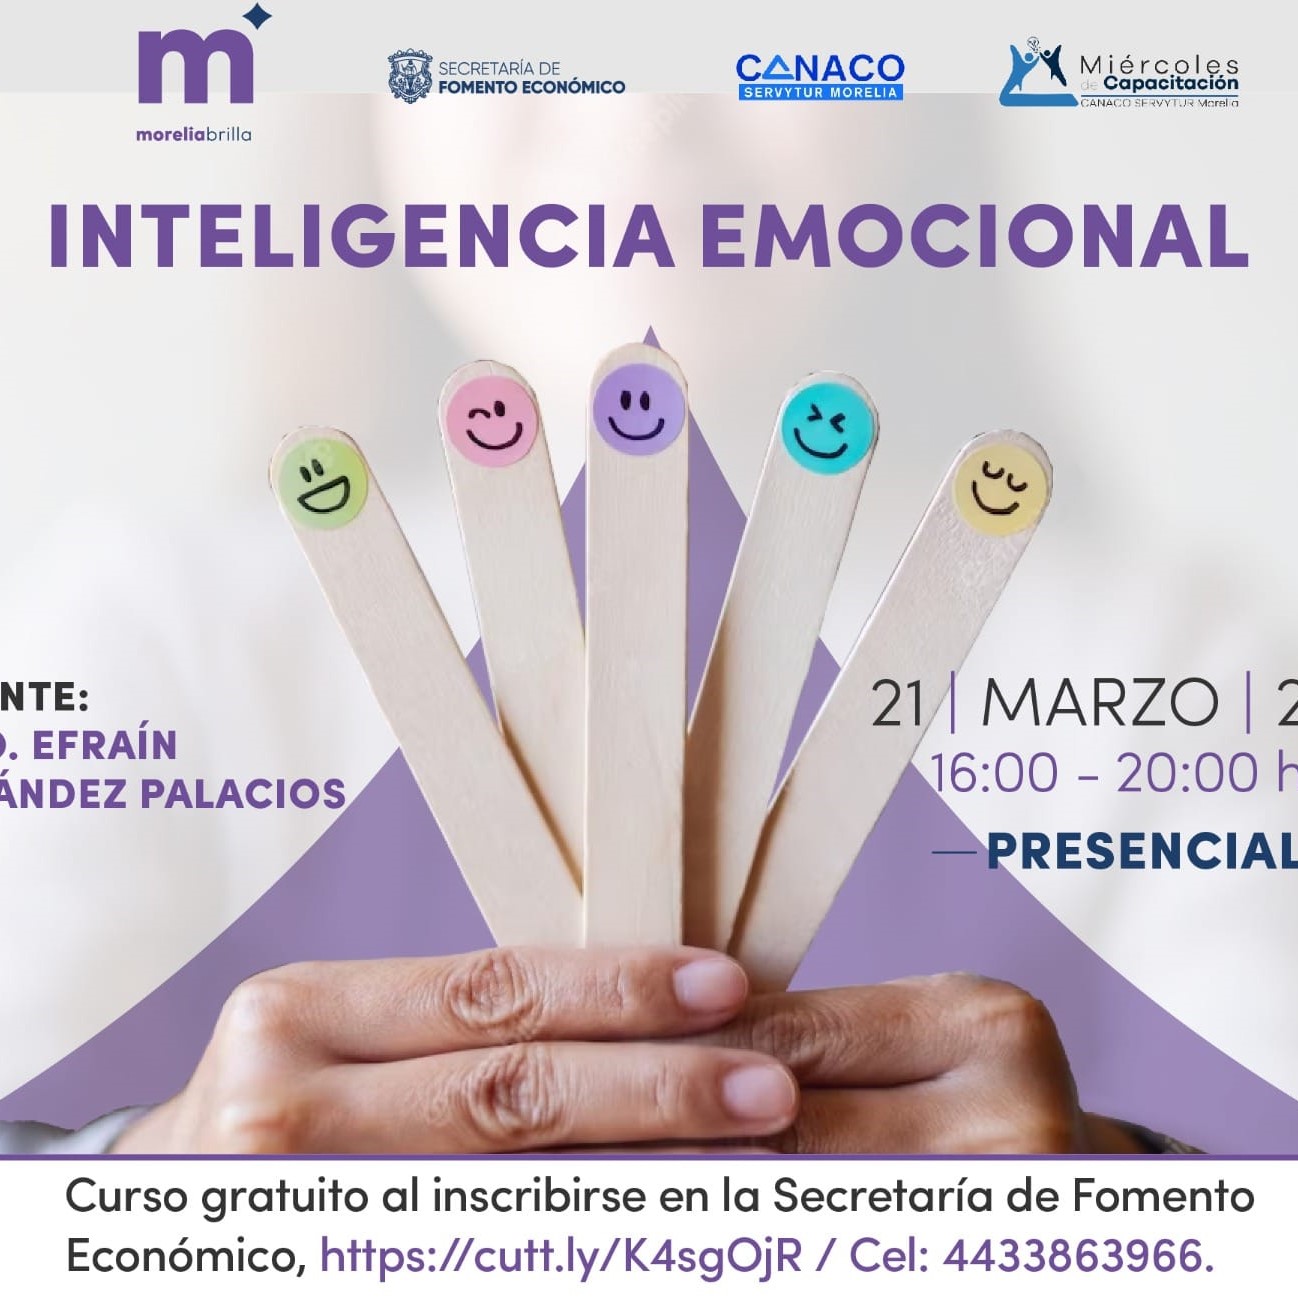 m
moreliabrilla
SECRETARÍA DE
FOMENTO ECONÓMICO
CANACO
SERVYTUR MORELIA
Miércoles
de Capacitación
CANACO SERVYTUR Morelia
INTELIGENCIA EMOCIONAL
NTE:
. EFRAÍN
ÁNDEZ PALACIOS
21 | MARZO | 2
16:00 - 20:00 h
—PRESENCIAL
Curso gratuito al inscribirse en la Secretaría de Fomento
Económico, https://cutt.ly/K4sgOjR / Cel: 4433863966.